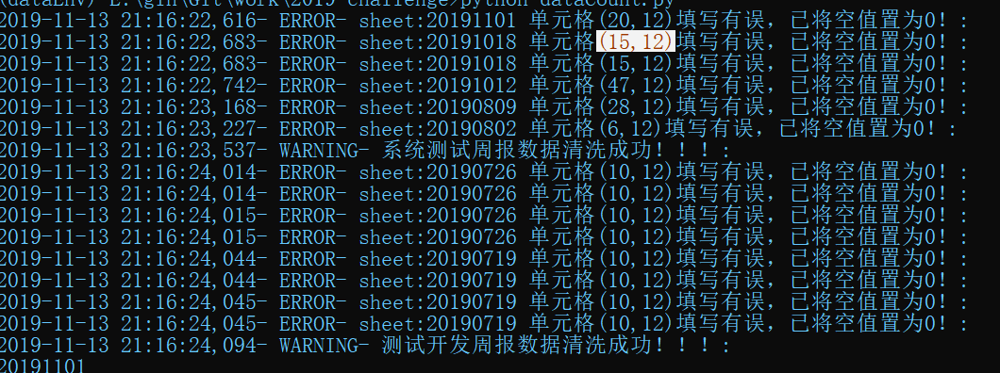 (dataEnv) E:\gin\Git\work\2019 challenge>python dataCount.py
2019-11-13 21:16:22,616- ERROR- sheet:20191101 单元格(20,12)填写有误，已将空值置为0！:
2019-11-13 21:16:22,683- ERROR- sheet:20191018 单元格(15,12)填写有误，已将空值置为0！:
2019-11-13 21:16:22,683- ERROR- sheet:20191018 单元格(15,12)填写有误，已将空值置为0！:
2019-11-13 21:16:22,742- ERROR- sheet:20191012 单元格(47,12)填写有误，已将空值置为0！:
2019-11-13 21:16:23,168- ERROR- sheet:20190809 单元格(28,12)填写有误，已将空值置为0！:
2019-11-13 21:16:23,227- ERROR- sheet:20190802 单元格(6,12)填写有误，已将空值置为0！:
2019-11-13 21:16:23,537- WARNING- 系统测试周报数据清洗成功！！！:
2019-11-13 21:16:24,014- ERROR- sheet:20190726 单元格(10,12)填写有误，已将空值置为0！:
2019-11-13 21:16:24,014- ERROR- sheet:20190726 单元格(10,12)填写有误，已将空值置为0！:
2019-11-13 21:16:24,015- ERROR- sheet:20190726 单元格(10,12)填写有误，已将空值置为0！:
2019-11-13 21:16:24,015- ERROR- sheet:20190726 单元格(10,12)填写有误，已将空值置为0！:
2019-11-13 21:16:24,044- ERROR- sheet:20190719 单元格(10,12)填写有误，已将空值置为0！:
2019-11-13 21:16:24,044- ERROR- sheet:20190719 单元格(10,12)填写有误，已将空值置为0！:
2019-11-13 21:16:24,045- ERROR- sheet:20190719 单元格(10,12)填写有误，已将空值置为0！:
2019-11-13 21:16:24,045- ERROR- sheet:20190719 单元格(10,12)填写有误，已将空值置为0！:
2019-11-13 21:16:24,094- WARNING- 测试开发周报数据清洗成功！！！:
20191101